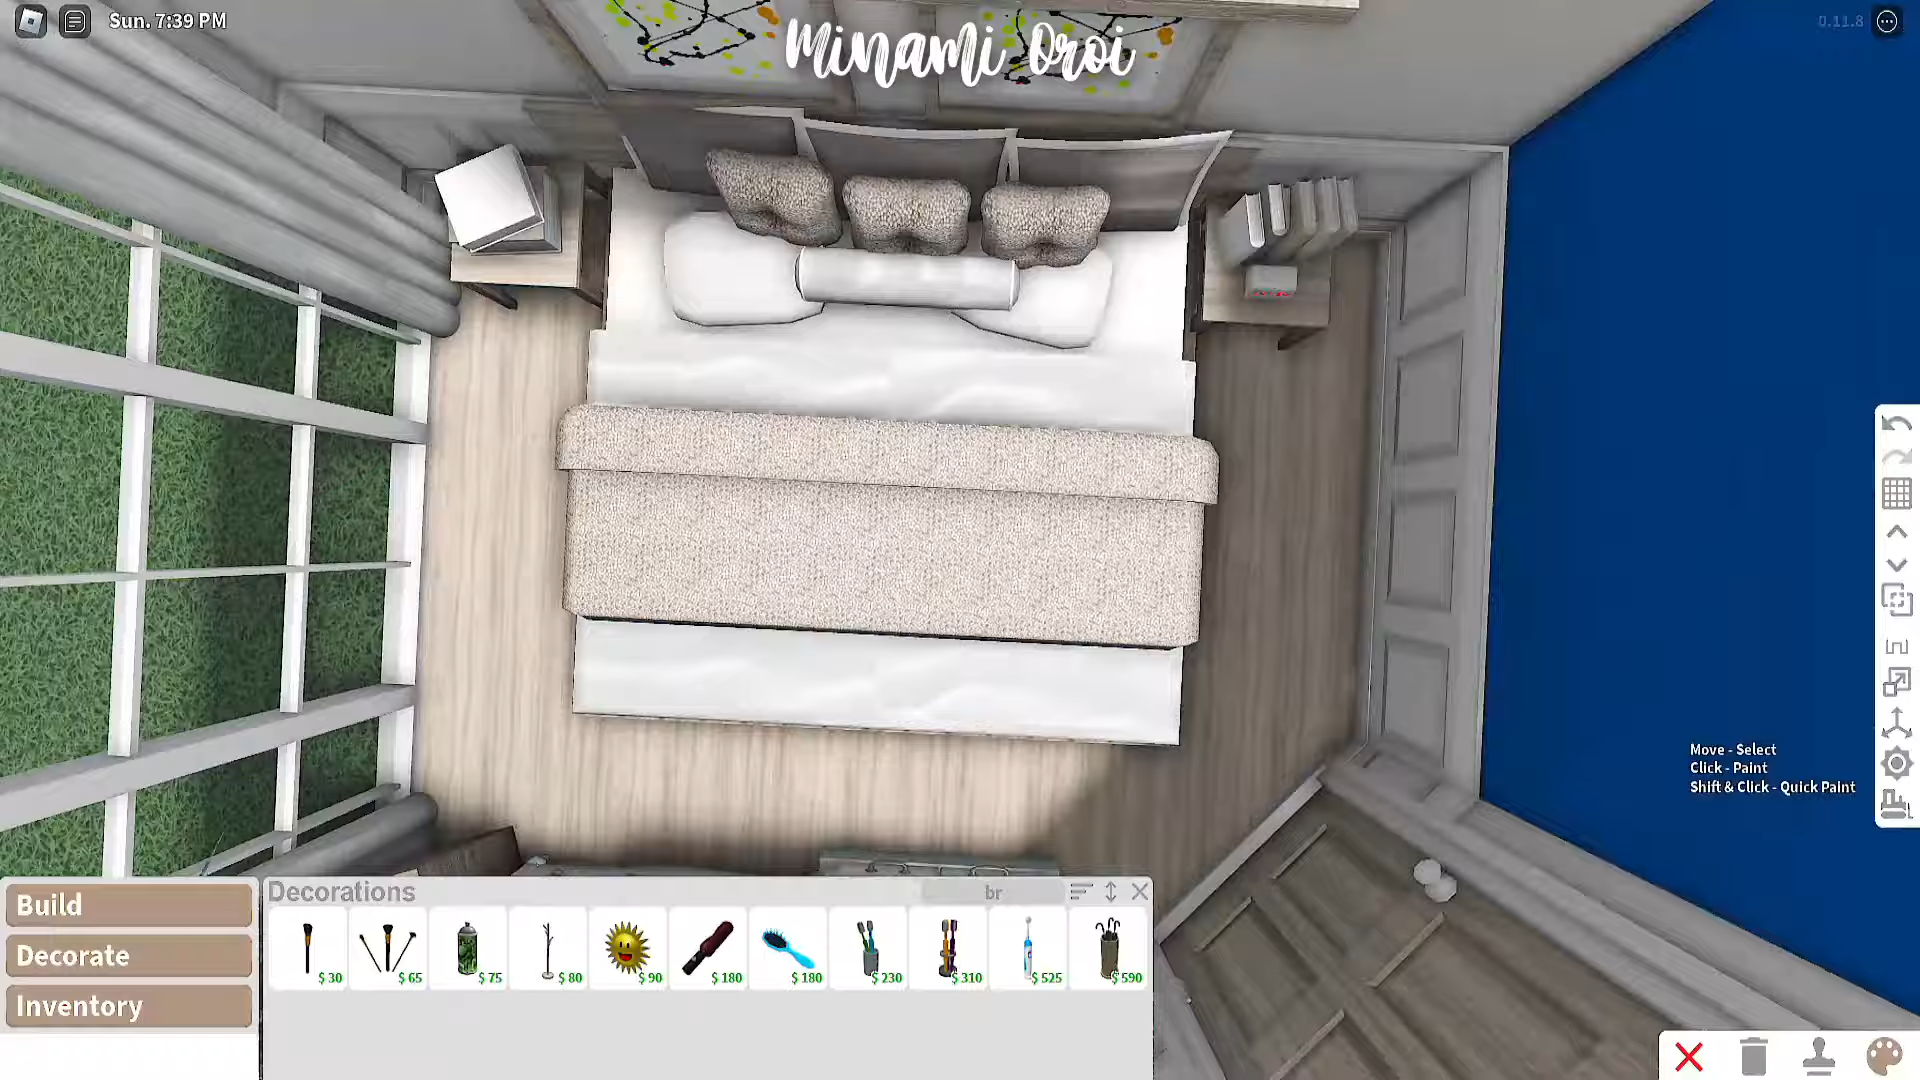 Sun. 7:39 PM
Minami Oroi
0.11.8
Move - Select
Click - Paint
Shift & Click - Quick Paint
Build
Decorate
Inventory
Decorations
br
$ 30
$ 65
$ 75
$ 80
$ 90
$ 180
$ 180
$ 230
$ 310
$ 525
$ 590